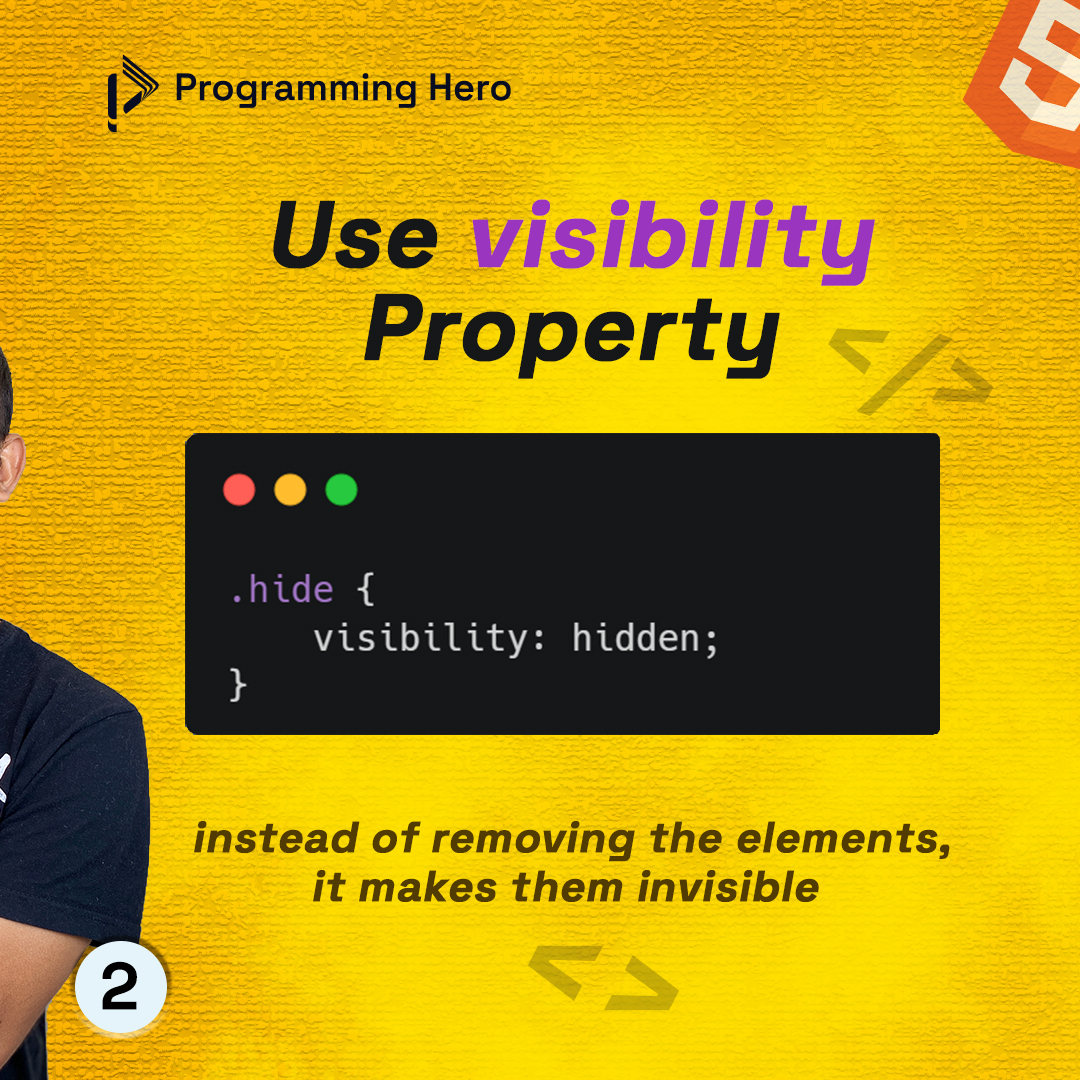 Programming Hero
Use visibility
Property
.hide {
    visibility: hidden;
}
instead of removing the elements,
it makes them invisible
2